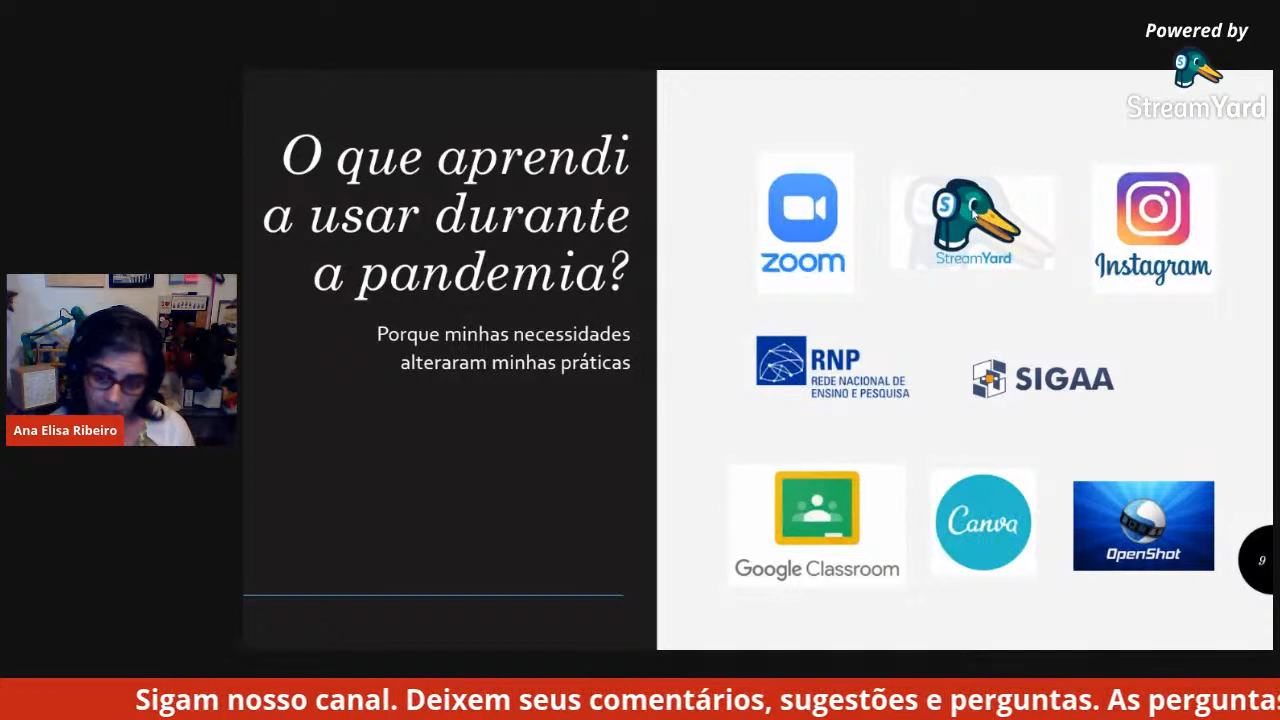 Powered by
StreamYard
O que aprendi
a usar durante
a pandemia?
Porque minhas necessidades
alteraram minhas práticas
zoom
S
StreamYard
Instagram
RNP
REDE NACIONAL DE
ENSINO E PESQUISA
SIGAA
Google Classroom
Canva
OpenShot
9
Ana Elisa Ribeiro
Sigam nosso canal. Deixem seus comentários, sugestões e perguntas. As pergunta